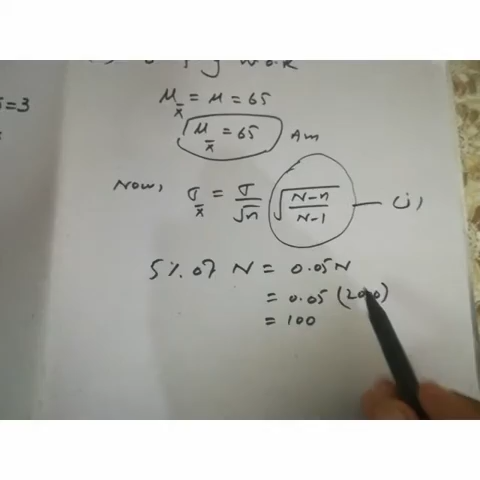 =3
μx̄ = μ = 65
μx̄ = 65 Am
Now, σx̄ = σ/√n √(N-n/N-1) — (i)
5% of N = 0.05N
= 0.05 (2000)
= 100